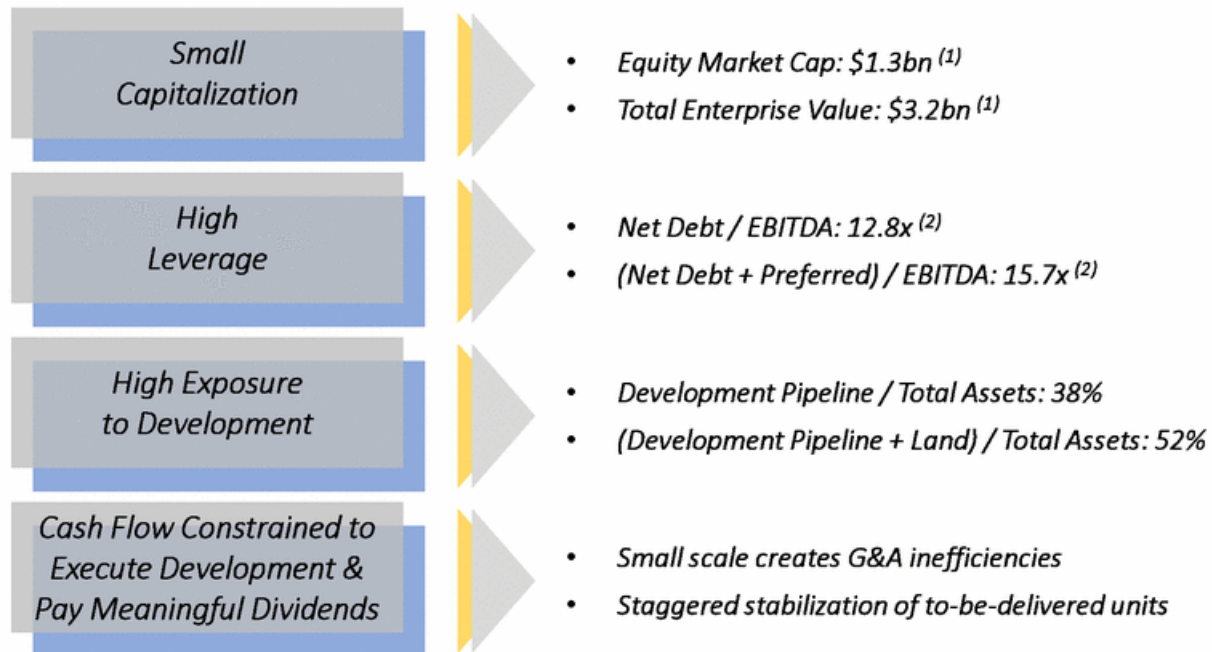 Small
Capitalization
• Equity Market Cap: $1.3bn (1)
• Total Enterprise Value: $3.2bn (1)
High
Leverage
• Net Debt / EBITDA: 12.8x (2)
• (Net Debt + Preferred) / EBITDA: 15.7x (2)
High Exposure
to Development
• Development Pipeline / Total Assets: 38%
• (Development Pipeline + Land) / Total Assets: 52%
Cash Flow Constrained to
Execute Development &
Pay Meaningful Dividends
• Small scale creates G&A inefficiencies
• Staggered stabilization of to-be-delivered units